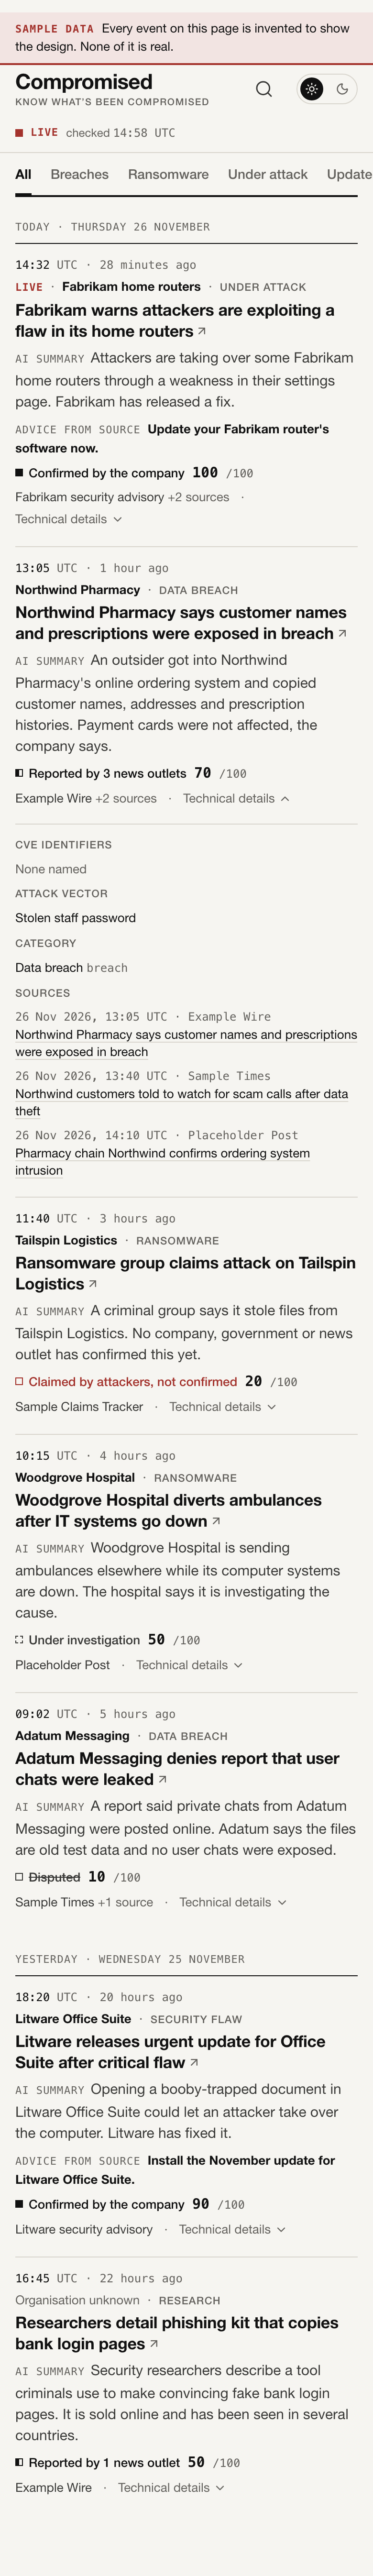 SAMPLE DATA Every event on this page is invented to show
the design. None of it is real.
Compromised
KNOW WHAT'S BEEN COMPROMISED
LIVE checked 14:58 UTC
All Breaches Ransomware Under attack Update
TODAY · THURSDAY 26 NOVEMBER
14:32 UTC · 28 minutes ago
LIVE · Fabrikam home routers · UNDER ATTACK
Fabrikam warns attackers are exploiting a
flaw in its home routers ↗
AI SUMMARY Attackers are taking over some Fabrikam
home routers through a weakness in their settings
page. Fabrikam has released a fix.
ADVICE FROM SOURCE Update your Fabrikam router's
software now.
Confirmed by the company 100 /100
Fabrikam security advisory +2 sources ·
Technical details
13:05 UTC · 1 hour ago
Northwind Pharmacy · DATA BREACH
Northwind Pharmacy says customer names
and prescriptions were exposed in breach ↗
AI SUMMARY An outsider got into Northwind
Pharmacy's online ordering system and copied
customer names, addresses and prescription
histories. Payment cards were not affected, the
company says.
Reported by 3 news outlets 70 /100
Example Wire +2 sources · Technical details
CVE IDENTIFIERS
None named
ATTACK VECTOR
Stolen staff password
CATEGORY
Data breach breach
SOURCES
26 Nov 2026, 13:05 UTC · Example Wire
Northwind Pharmacy says customer names and prescriptions
were exposed in breach
26 Nov 2026, 13:40 UTC · Sample Times
Northwind customers told to watch for scam calls after data
theft
26 Nov 2026, 14:10 UTC · Placeholder Post
Pharmacy chain Northwind confirms ordering system
intrusion
11:40 UTC · 3 hours ago
Tailspin Logistics · RANSOMWARE
Ransomware group claims attack on Tailspin
Logistics ↗
AI SUMMARY A criminal group says it stole files from
Tailspin Logistics. No company, government or news
outlet has confirmed this yet.
Claimed by attackers, not confirmed 20 /100
Sample Claims Tracker · Technical details
10:15 UTC · 4 hours ago
Woodgrove Hospital · RANSOMWARE
Woodgrove Hospital diverts ambulances
after IT systems go down ↗
AI SUMMARY Woodgrove Hospital is sending
ambulances elsewhere while its computer systems
are down. The hospital says it is investigating the
cause.
Under investigation 50 /100
Placeholder Post · Technical details
09:02 UTC · 5 hours ago
Adatum Messaging · DATA BREACH
Adatum Messaging denies report that user
chats were leaked ↗
AI SUMMARY A report said private chats from Adatum
Messaging were posted online. Adatum says the files
are old test data and no user chats were exposed.
Disputed 10 /100
Sample Times +1 source · Technical details
YESTERDAY · WEDNESDAY 25 NOVEMBER
18:20 UTC · 20 hours ago
Litware Office Suite · SECURITY FLAW
Litware releases urgent update for Office
Suite after critical flaw ↗
AI SUMMARY Opening a booby-trapped document in
Litware Office Suite could let an attacker take over
the computer. Litware has fixed it.
ADVICE FROM SOURCE Install the November update for
Litware Office Suite.
Confirmed by the company 90 /100
Litware security advisory · Technical details
16:45 UTC · 22 hours ago
Organisation unknown · RESEARCH
Researchers detail phishing kit that copies
bank login pages ↗
AI SUMMARY Security researchers describe a tool
criminals use to make convincing fake bank login
pages. It is sold online and has been seen in several
countries.
Reported by 1 news outlet 50 /100
Example Wire · Technical details